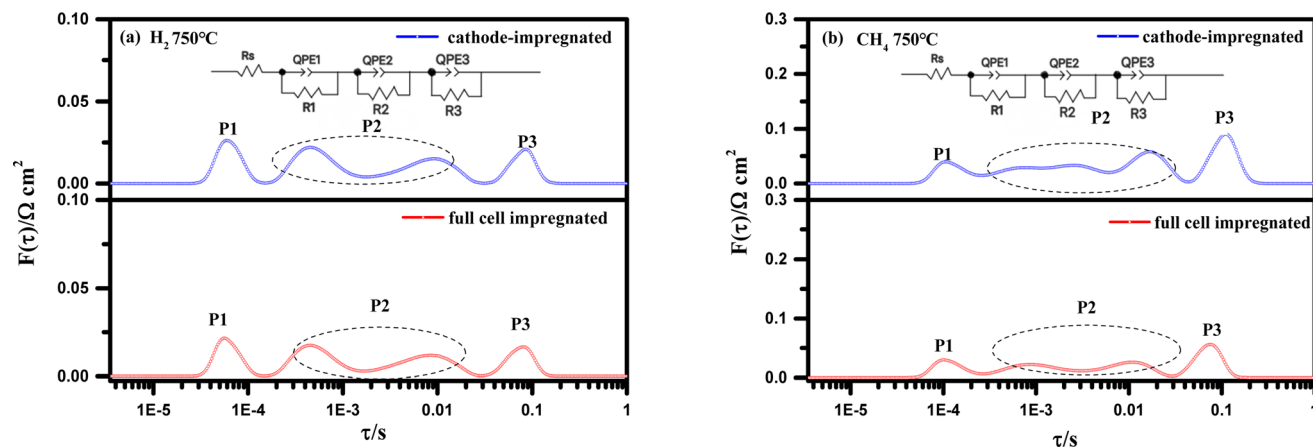 (a) H₂ 750°C
cathode-impregnated
Rs
QPE1
QPE2
QPE3
R1
R2
R3
P1
P2
P3
0.10
0.05
0.00
full cell impregnated
P1
P2
P3
0.10
0.05
0.00
F(τ)/Ω cm²
1E-5
1E-4
1E-3
0.01
0.1
1
τ/s
(b) CH₄ 750°C
cathode-impregnated
Rs
QPE1
QPE2
QPE3
R1
R2
R3
P1
P2
P3
0.3
0.2
0.1
0.0
full cell impregnated
P1
P2
P3
0.3
0.2
0.1
0.0
F(τ)/Ω cm²
1E-5
1E-4
1E-3
0.01
0.1
1
τ/s